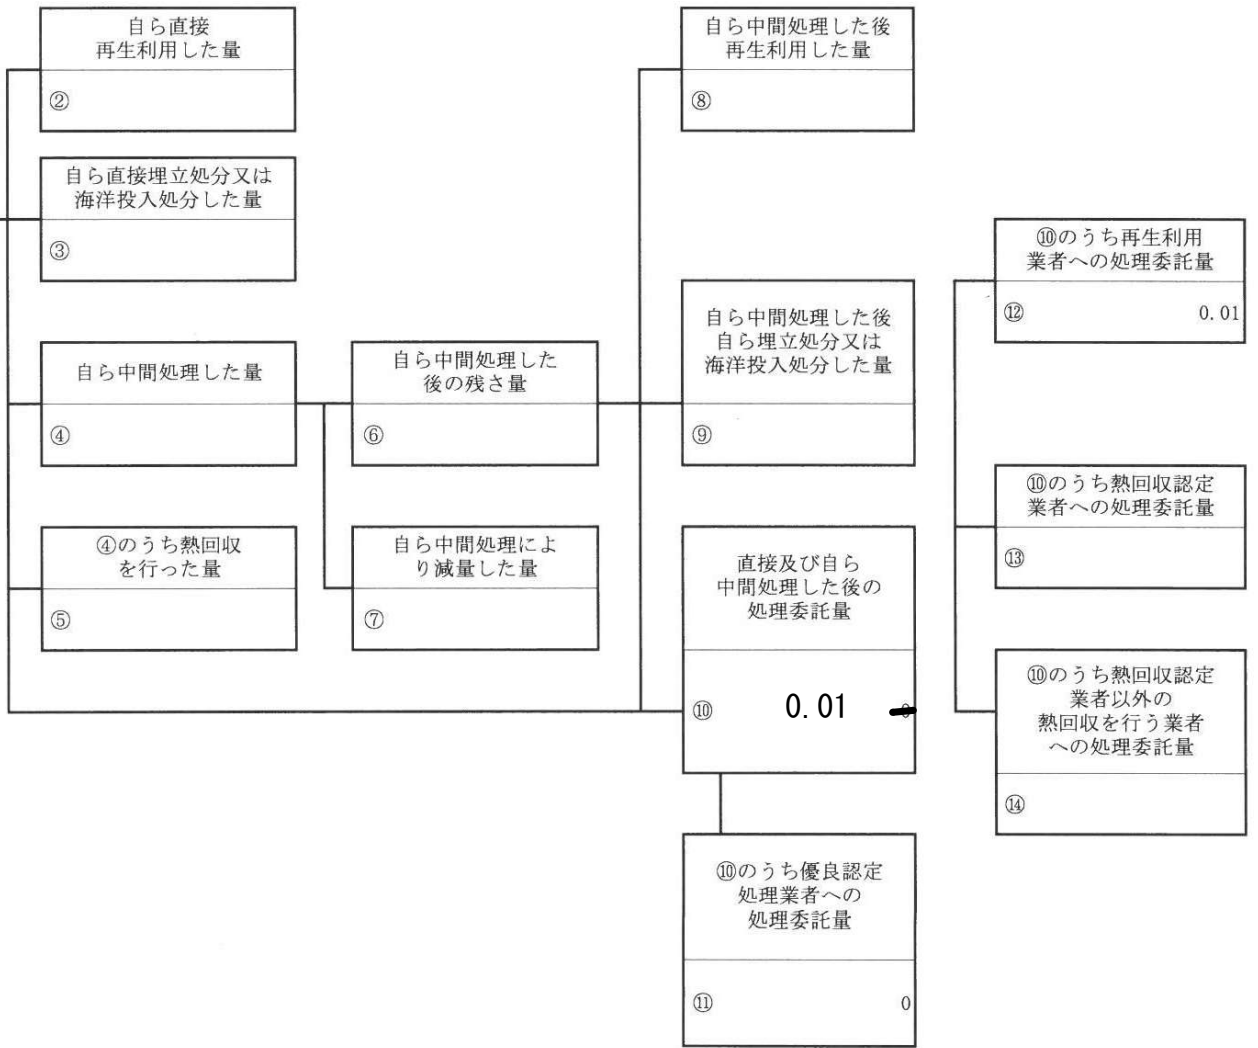 自ら直接
再生利用した量
②
自ら直接埋立処分又は
海洋投入処分した量
③
自ら中間処理した量
④
④のうち熱回収
を行った量
⑤
自ら中間処理した
後の残さ量
⑥
自ら中間処理によ
り減量した量
⑦
自ら中間処理した後
再生利用した量
⑧
自ら中間処理した後
自ら埋立処分又は
海洋投入処分した量
⑨
直接及び自ら
中間処理した後の
処理委託量
⑩ 0.01 0
⑩のうち優良認定
処理業者への
処理委託量
⑪ 0
⑩のうち再生利用
業者への処理委託量
⑫ 0.01
⑩のうち熱回収認定
業者への処理委託量
⑬
⑩のうち熱回収認定
業者以外の
熱回収を行う業者
への処理委託量
⑭